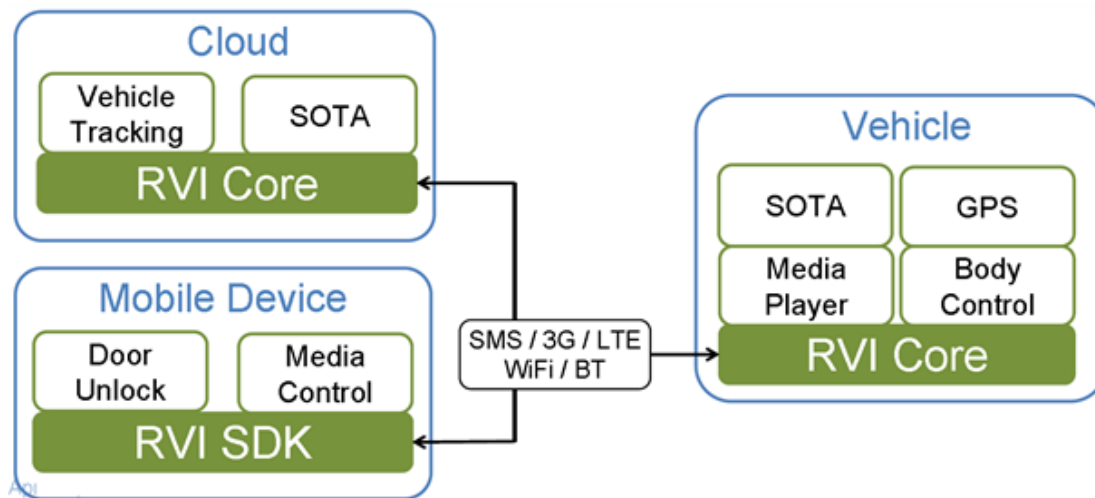 Cloud
Vehicle
Tracking
SOTA
RVI Core
Mobile Device
Door
Unlock
Media
Control
RVI SDK
SMS / 3G / LTE
WiFi / BT
Vehicle
SOTA
GPS
Media
Player
Body
Control
RVI Core